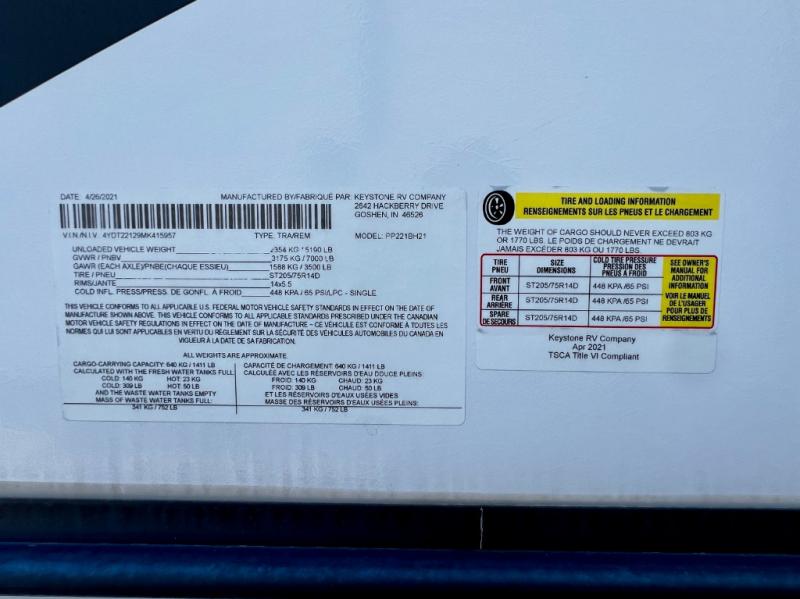 DATE: 4/26/2021 MANUFACTURED BY/FABRIQUÉ PAR: KEYSTONE RV COMPANY
2642 HACKBERRY DRIVE
GOSHEN, IN 46526
V.I.N./N.I.V. 4YDT22129MK415957 TYPE: TRA/REM MODEL: PP221BH21
UNLOADED VEHICLE WEIGHT 2354 KG / 5190 LB
GVWR / PNBV 3175 KG / 7000 LB
GAWR (EACH AXLE)/PNBE(CHAQUE ESSIEU) 1588 KG / 3500 LB
TIRE / PNEU ST205/75R14D
RIMS/JANTE 14x5.5
COLD INFL. PRESS/PRESS. DE GONFL. À FROID 448 KPA / 65 PSI/LPC - SINGLE
THIS VEHICLE CONFORMS TO ALL APPLICABLE U.S. FEDERAL MOTOR VEHICLE SAFETY STANDARDS IN EFFECT ON THE DATE OF
MANUFACTURE SHOWN ABOVE. THIS VEHICLE CONFORMS TO ALL APPLICABLE STANDARDS PRESCRIBED UNDER THE CANADIAN
MOTOR VEHICLE SAFETY REGULATIONS IN EFFECT ON THE DATE OF MANUFACTURE – CE VÉHICULE EST CONFORME À TOUTES LES
NORMES QUI LUI SONT APPLICABLES EN VERTU DU RÈGLEMENT SUR LA SÉCURITÉ DES VÉHICULES AUTOMOBILES DU CANADA EN
VIGUEUR À LA DATE DE SA FABRICATION.
ALL WEIGHTS ARE APPROXIMATE.
CARGO-CARRYING CAPACITY: 640 KG / 1411 LB
CALCULATED WITH THE FRESH WATER TANKS FULL:
COLD: 140 KG HOT: 23 KG
COLD: 309 LB HOT: 50 LB
AND THE WASTE WATER TANKS EMPTY
MASS OF WASTE WATER TANKS FULL:
341 KG / 752 LB
CAPACITÉ DE CHARGEMENT: 640 KG / 1411 LB
CALCULÉE AVEC LES RÉSERVOIRS D'EAU DOUCE PLEINS:
FROID: 140 KG CHAUD: 23 KG
FROID: 309 LB CHAUD: 50 LB
ET LES RÉSERVOIRS D'EAUX USÉES VIDES
MASSE DES RÉSERVOIRS D'EAUX USÉES PLEINS:
341 KG / 752 LB
TIRE AND LOADING INFORMATION
RENSEIGNEMENTS SUR LES PNEUS ET LE CHARGEMENT
THE WEIGHT OF CARGO SHOULD NEVER EXCEED 803 KG
OR 1770 LBS. LE POIDS DE CHARGEMENT NE DEVRAIT
JAMAIS EXCÉDER 803 KG OU 1770 LBS.
TIRE
PNEU
SIZE
DIMENSIONS
COLD TIRE PRESSURE
PRESSION DES
PNEUS À FROID
FRONT
AVANT
ST205/75R14D 448 KPA /65 PSI
REAR
ARRIÈRE
ST205/75R14D 448 KPA /65 PSI
SPARE
DE SECOURS
ST205/75R14D 448 KPA /65 PSI
SEE OWNER'S
MANUAL FOR
ADDITIONAL
INFORMATION
VOIR LE MANUEL
DE L'USAGER
POUR PLUS DE
RENSEIGNEMENTS
Keystone RV Company
Apr 2021
TSCA Title VI Compliant